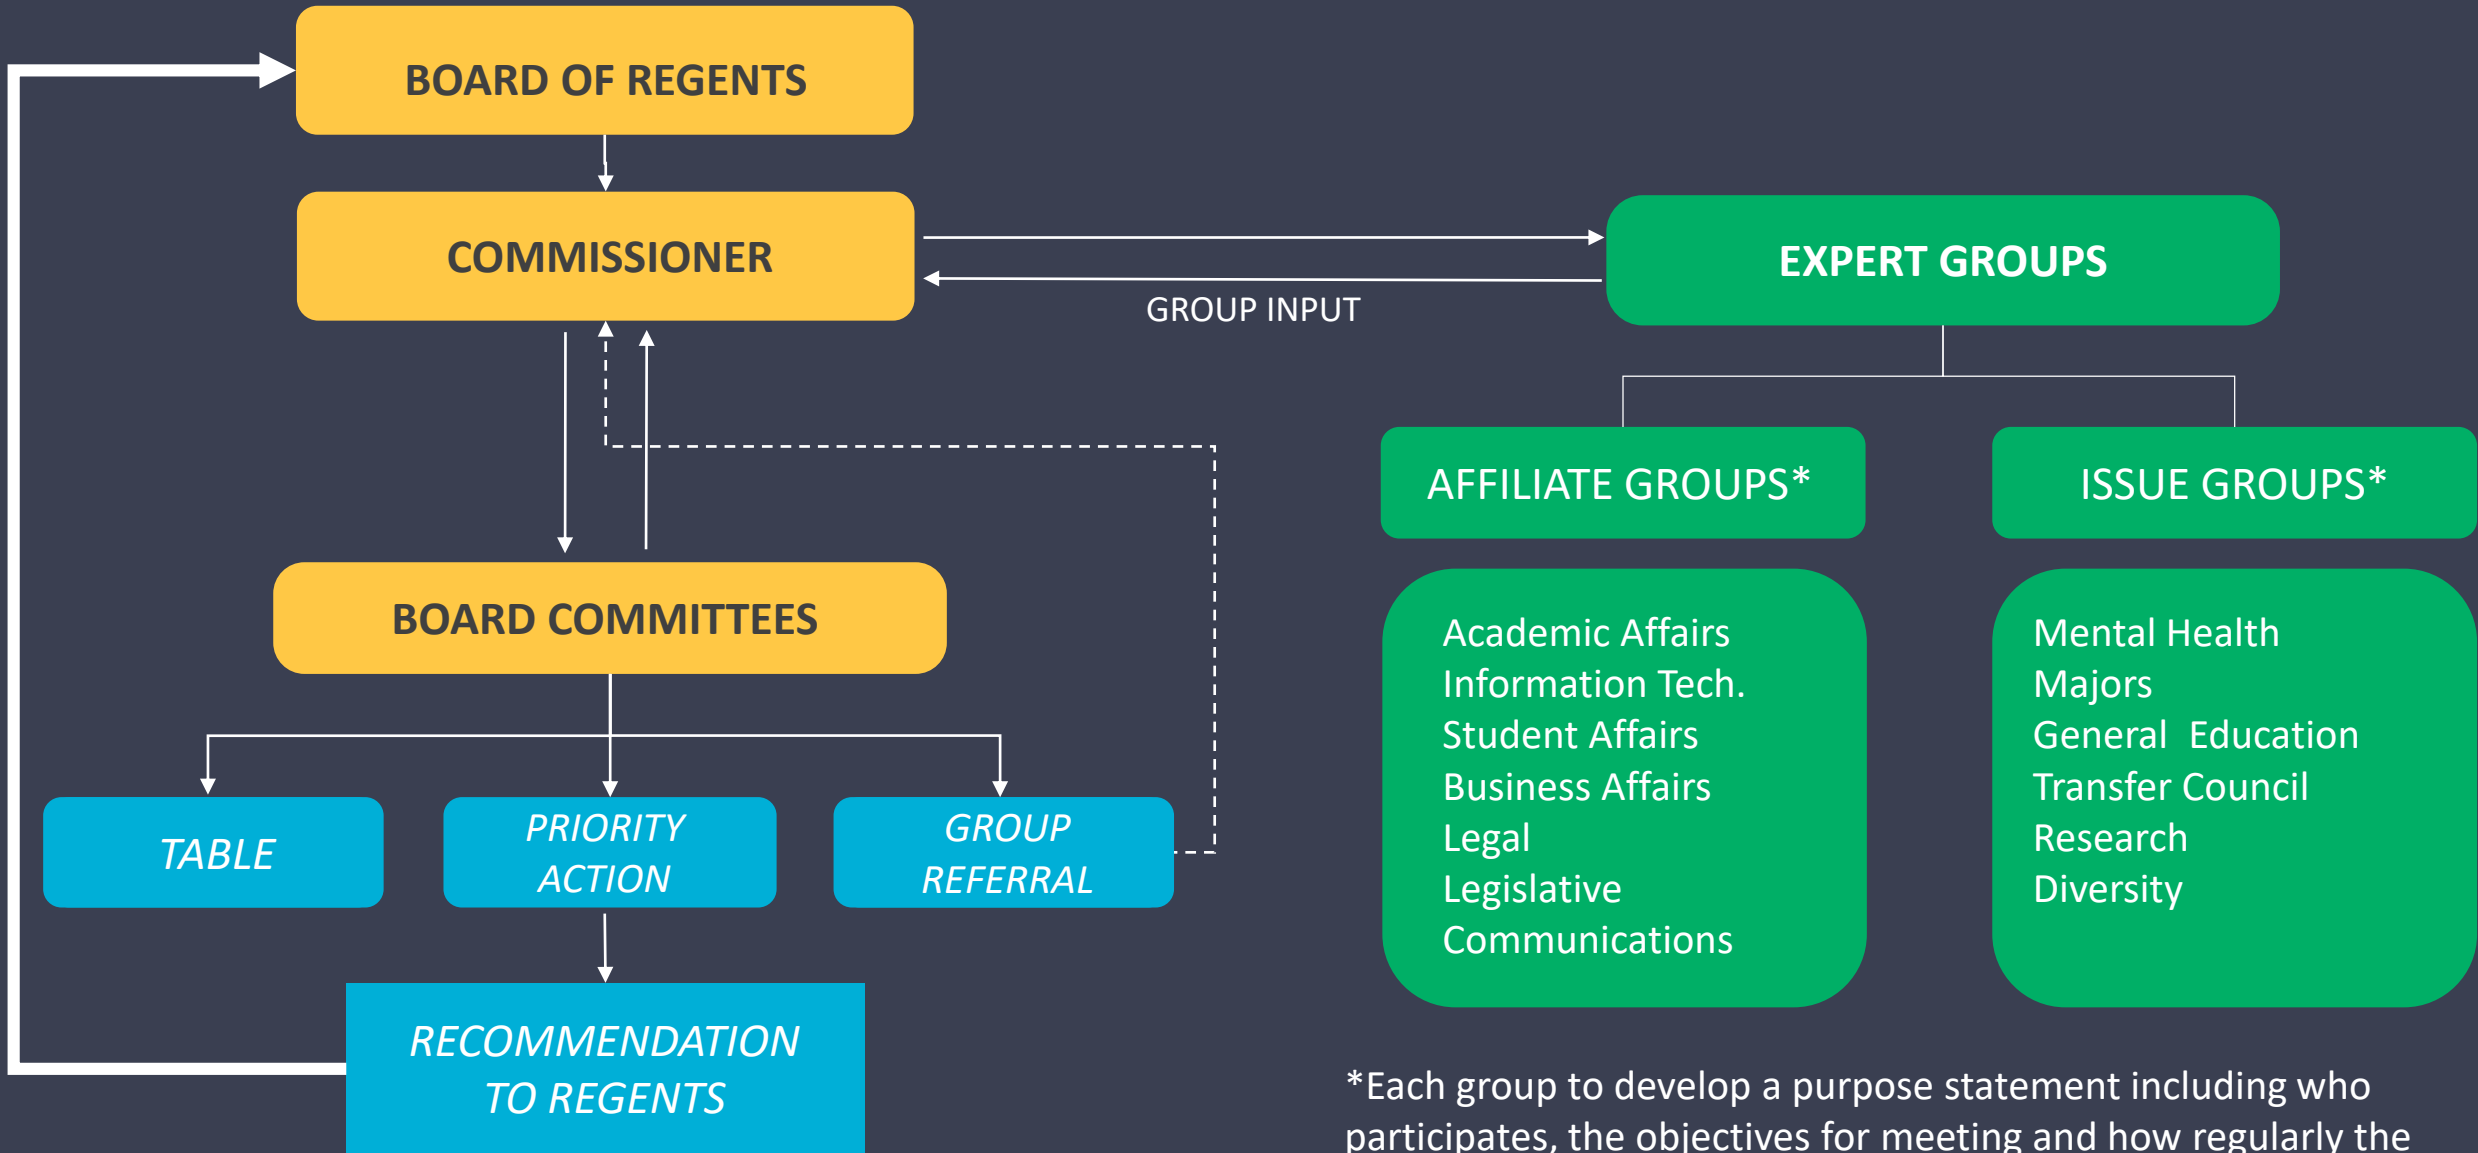 BOARD OF REGENTS
COMMISSIONER
EXPERT GROUPS
GROUP INPUT
AFFILIATE GROUPS*
ISSUE GROUPS*
BOARD COMMITTEES
Academic Affairs
Information Tech.
Student Affairs
Business Affairs
Legal
Legislative
Communications
Mental Health
Majors
General  Education
Transfer Council
Research
Diversity
TABLE
PRIORITY
ACTION
GROUP
REFERRAL
RECOMMENDATION
TO REGENTS
*Each group to develop a purpose statement including who
participates, the objectives for meeting and how regularly the